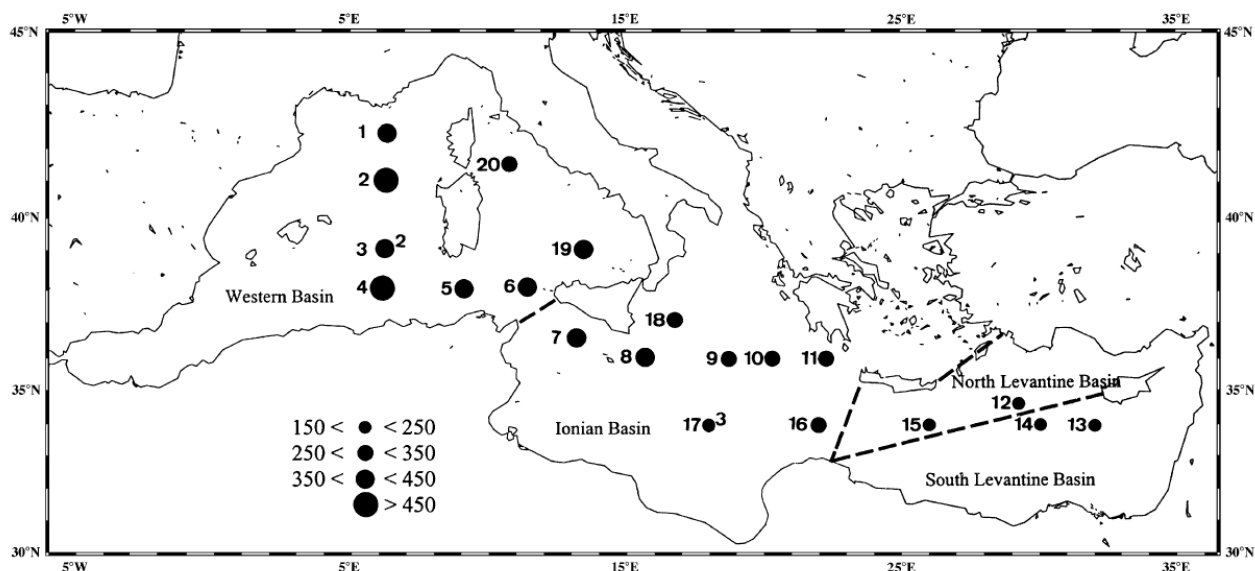 5°W 5°E 15°E 25°E 35°E
45°N 45°N
1
20
2
40°N 40°N
3 2
19
4 5 6
Western Basin
18
7
8 9 10 11
35°N 35°N
North Levantine Basin
12
150 < < 250
17 3 16 15 14 13
Ionian Basin
250 < < 350
350 < < 450
South Levantine Basin
> 450
30°N 30°N
5°W 5°E 15°E 25°E 35°E